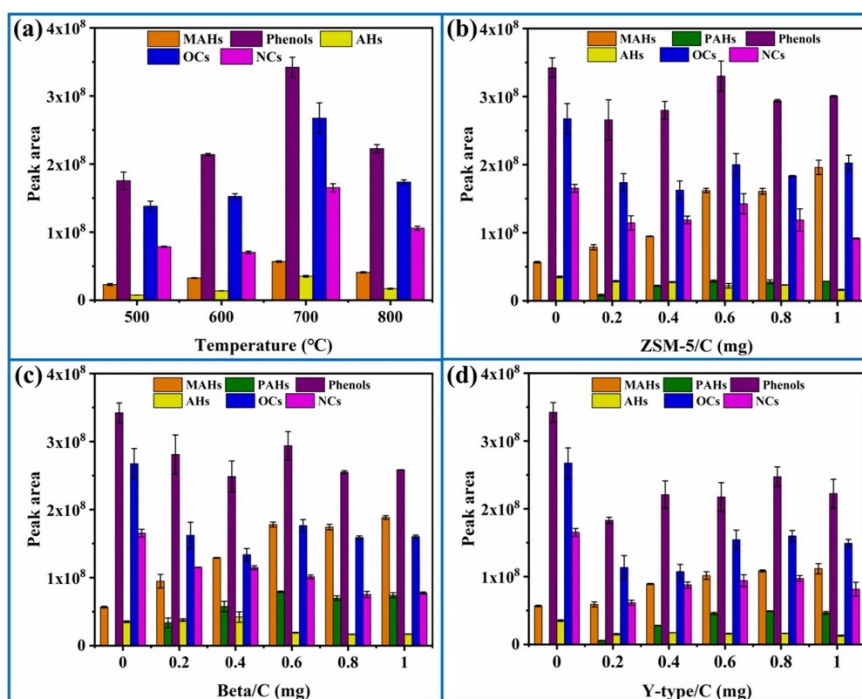 (a)
MAHs Phenols AHs
OCs NCs
4x10⁸
3x10⁸
2x10⁸
1x10⁸
0
Peak area
500 600 700 800
Temperature (°C)
(b)
MAHs PAHs Phenols
AHs OCs NCs
4x10⁸
3x10⁸
2x10⁸
1x10⁸
0
Peak area
0 0.2 0.4 0.6 0.8 1
ZSM-5/C (mg)
(c)
MAHs PAHs Phenols
AHs OCs NCs
4x10⁸
3x10⁸
2x10⁸
1x10⁸
0
Peak area
0 0.2 0.4 0.6 0.8 1
Beta/C (mg)
(d)
MAHs PAHs Phenols
AHs OCs NCs
4x10⁸
3x10⁸
2x10⁸
1x10⁸
0
Peak area
0 0.2 0.4 0.6 0.8 1
Y-type/C (mg)